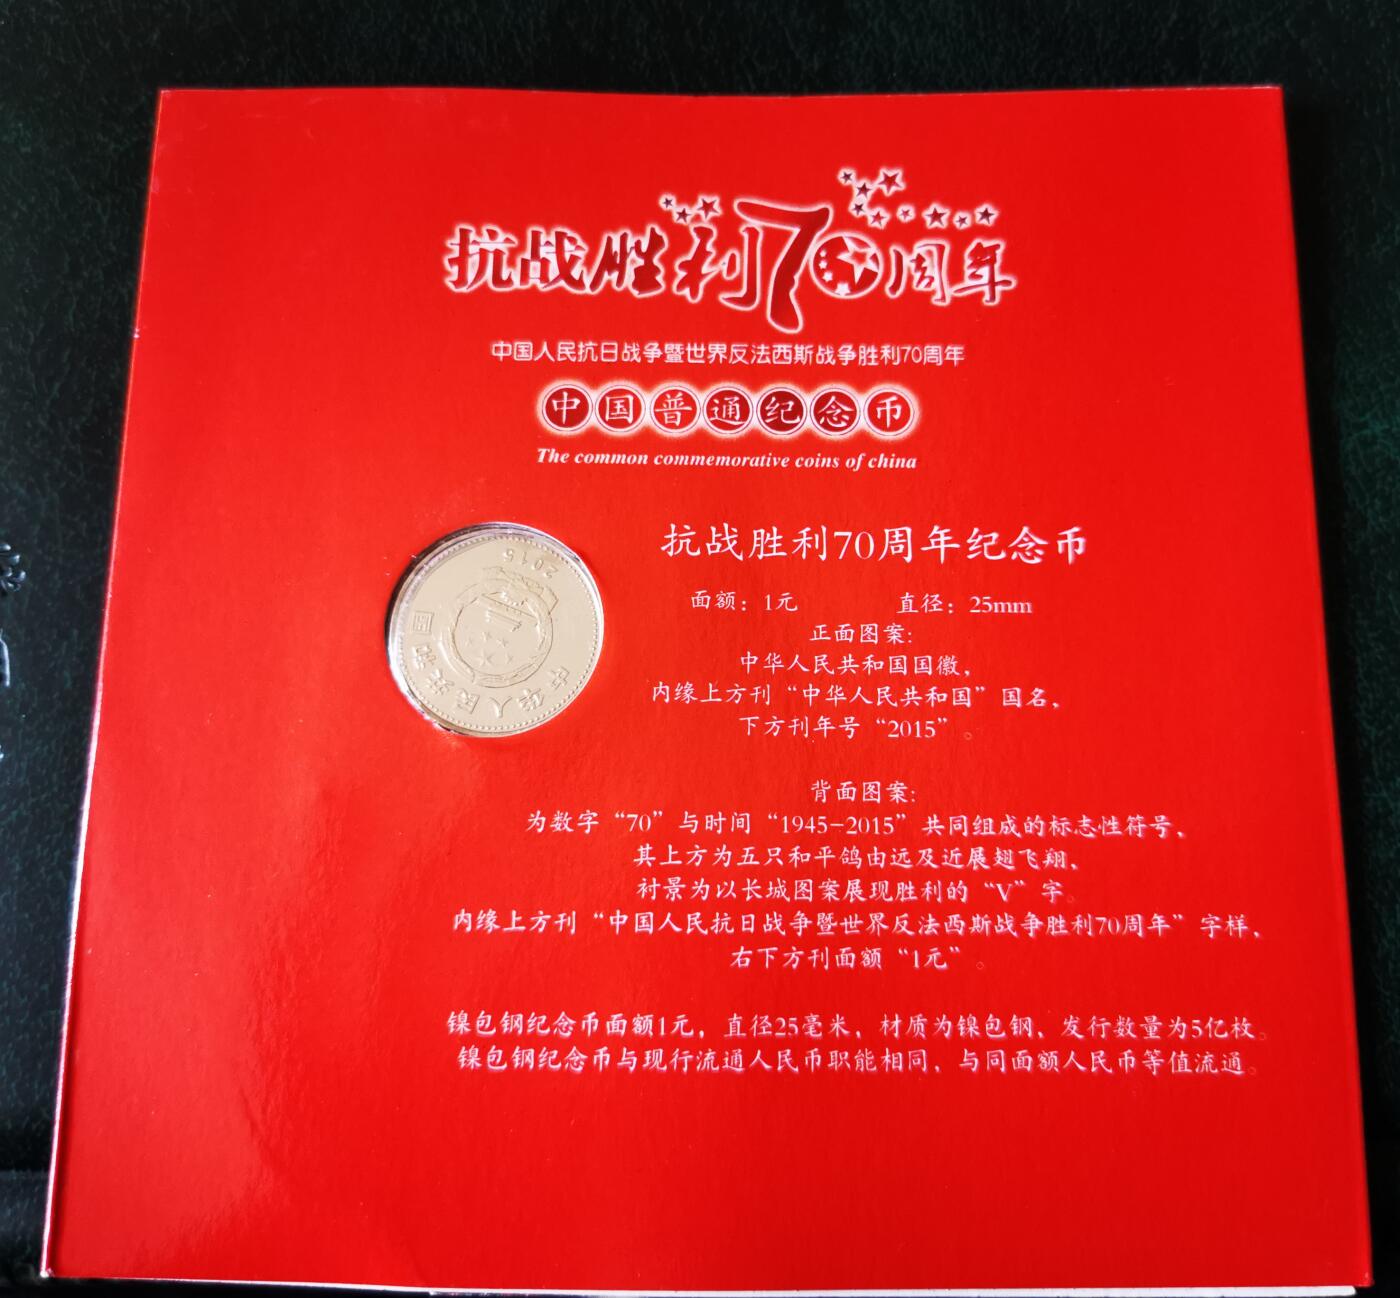 抗战胜利70周年
中国人民抗日战争暨世界反法西斯战争胜利70周年
中国普通纪念币
The common commemorative coins of china
抗战胜利70周年纪念币
面额：1元 直径：25mm
正面图案：
中华人民共和国国徽，
内缘上方刊“中华人民共和国”国名，
下方刊年号“2015”。
背面图案：
为数字“70”与时间“1945-2015”共同组成的标志性符号，
其上方为五只和平鸽由远及近展翅飞翔，
衬景为以长城图案展现胜利的“V”字。
内缘上方刊“中国人民抗日战争暨世界反法西斯战争胜利70周年”字样，
右下方刊面额“1元”。
镍包钢纪念币面额1元，直径25毫米，材质为镍包钢，发行数量为5亿枚。
镍包钢纪念币与现行流通人民币职能相同，与同面额人民币等值流通。
中华人民共和国
2015